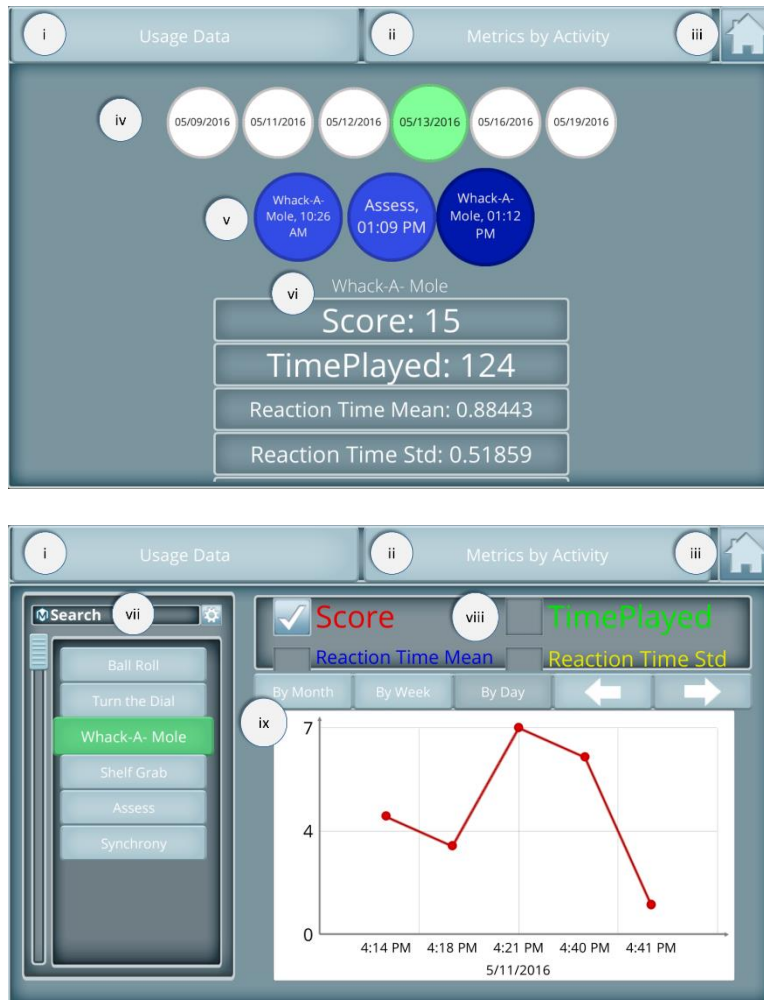 i
Usage Data
ii
Metrics by Activity
iii
iv
05/09/2016
05/11/2016
05/12/2016
05/13/2016
05/16/2016
05/19/2016
v
Whack-A-
Mole, 10:26
AM
Assess,
01:09 PM
Whack-A-
Mole, 01:12
PM
vi
Whack-A- Mole
Score: 15
TimePlayed: 124
Reaction Time Mean: 0.88443
Reaction Time Std: 0.51859
i
Usage Data
ii
Metrics by Activity
iii
Search
vii
Ball Roll
Turn the Dial
Whack-A- Mole
Shelf Grab
Assess
Synchrony
Score
viii
TimePlayed
Reaction Time Mean
Reaction Time Std
By Month
By Week
By Day
ix
7
4
0
4:14 PM
4:18 PM
4:21 PM
4:40 PM
4:41 PM
5/11/2016